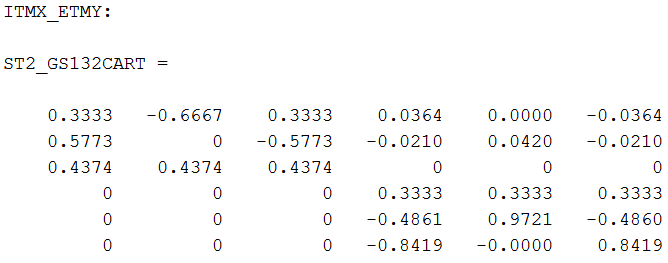 ITMX_ETMY:
ST2_GS132CART =
0.3333 -0.6667 0.3333 0.0364 0.0000 -0.0364
0.5773 0 -0.5773 -0.0210 0.0420 -0.0210
0.4374 0.4374 0.4374 0 0 0
0 0 0 0.3333 0.3333 0.3333
0 0 0 -0.4861 0.9721 -0.4860
0 0 0 -0.8419 -0.0000 0.8419